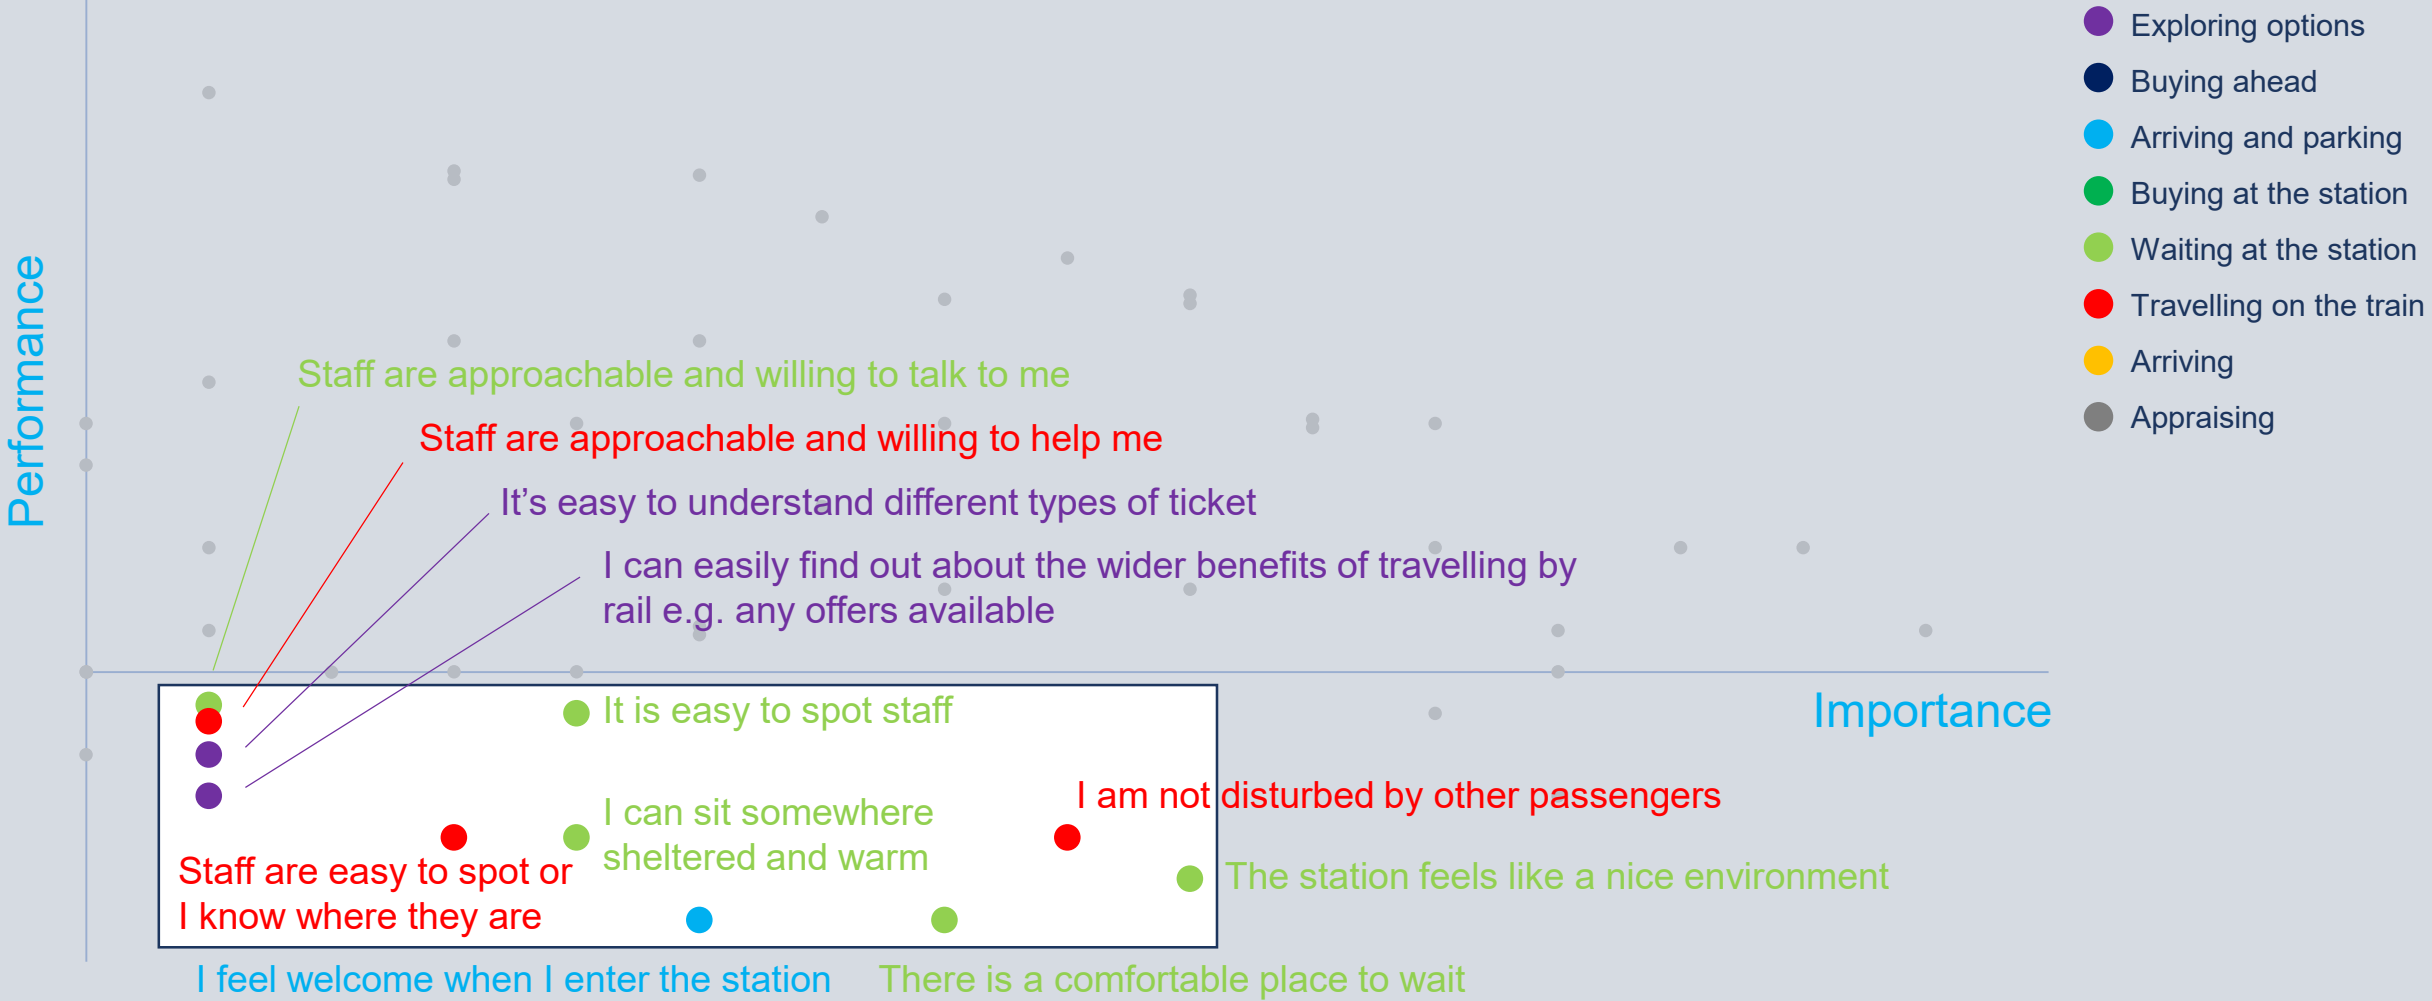 Exploring options
Buying ahead
Arriving and parking
Buying at the station
Waiting at the station
Travelling on the train
Arriving
Appraising
Performance
Staff are approachable and willing to talk to me
Staff are approachable and willing to help me
It’s easy to understand different types of ticket
I can easily find out about the wider benefits of travelling by
rail e.g. any offers available
It is easy to spot staff
Importance
I am not disturbed by other passengers
I can sit somewhere
sheltered and warm
Staff are easy to spot or
I know where they are
The station feels like a nice environment
I feel welcome when I enter the station
There is a comfortable place to wait